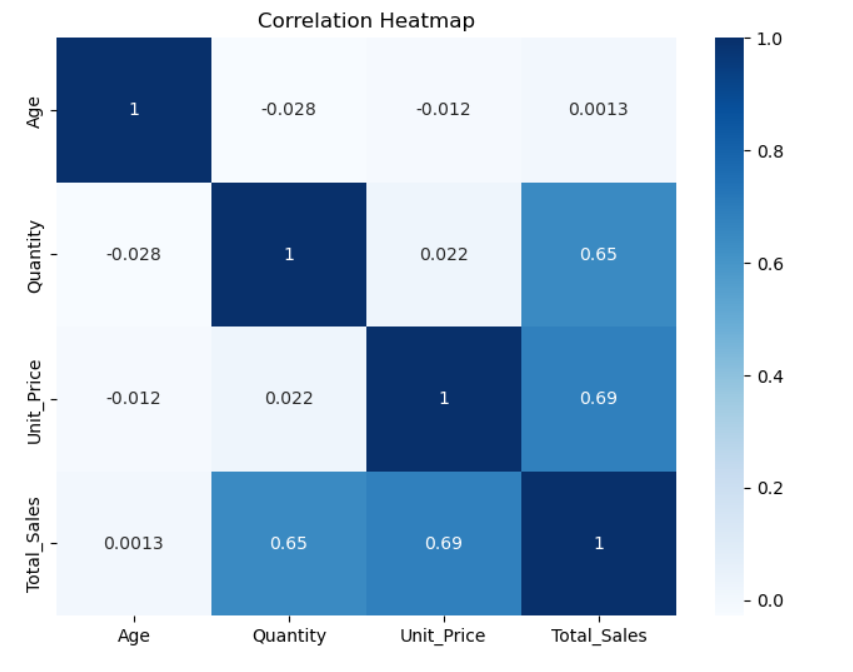 Correlation Heatmap
Age 1 -0.028 -0.012 0.0013
Quantity -0.028 1 0.022 0.65
Unit_Price -0.012 0.022 1 0.69
Total_Sales 0.0013 0.65 0.69 1
Age Quantity Unit_Price Total_Sales
1.0
0.8
0.6
0.4
0.2
0.0